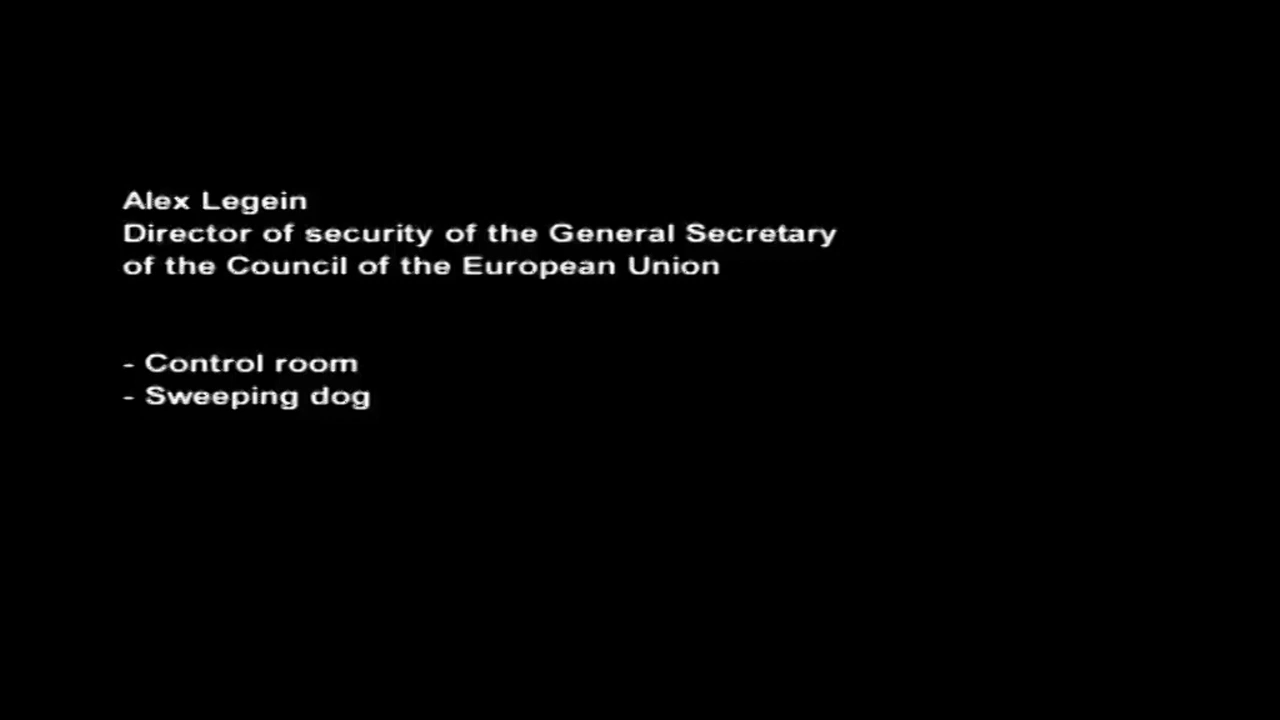 Alex Legein
Director of security of the General Secretary
of the Council of the European Union
- Control room
- Sweeping dog